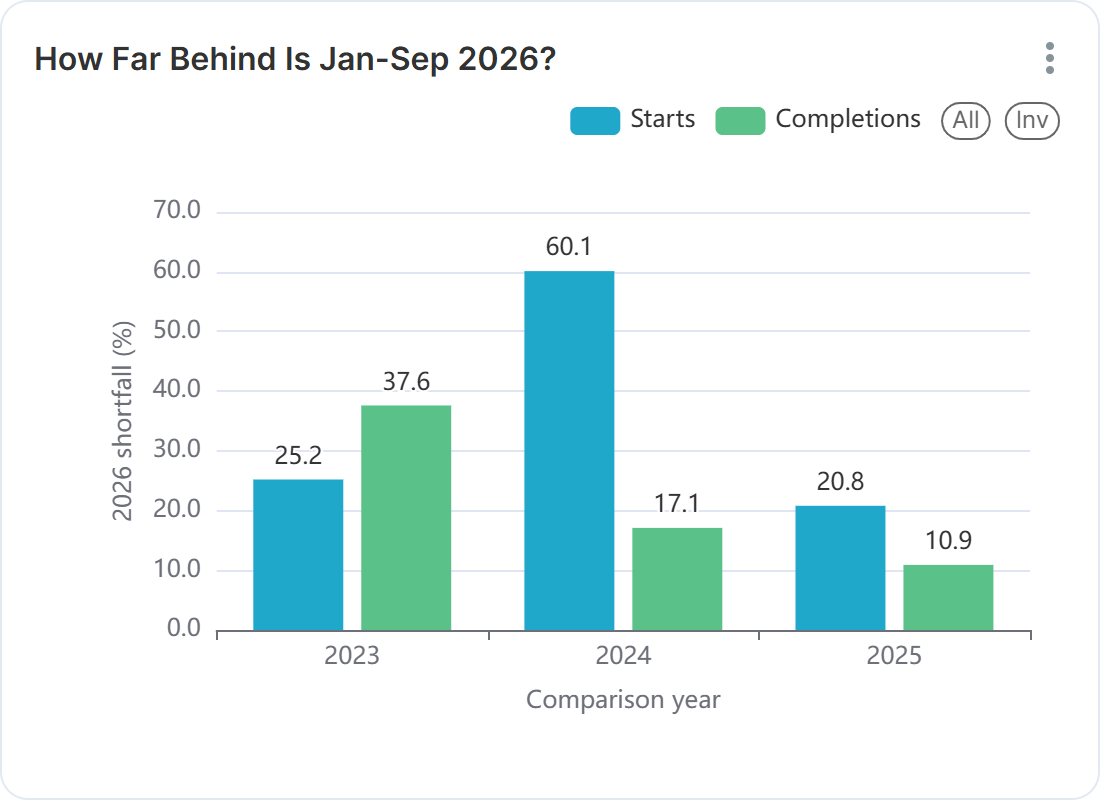 How Far Behind Is Jan-Sep 2026?
Starts
Completions
All
Inv
2026 shortfall (%)
70.0
60.0
50.0
40.0
30.0
20.0
10.0
0.0
25.2
37.6
60.1
17.1
20.8
10.9
2023
2024
2025
Comparison year